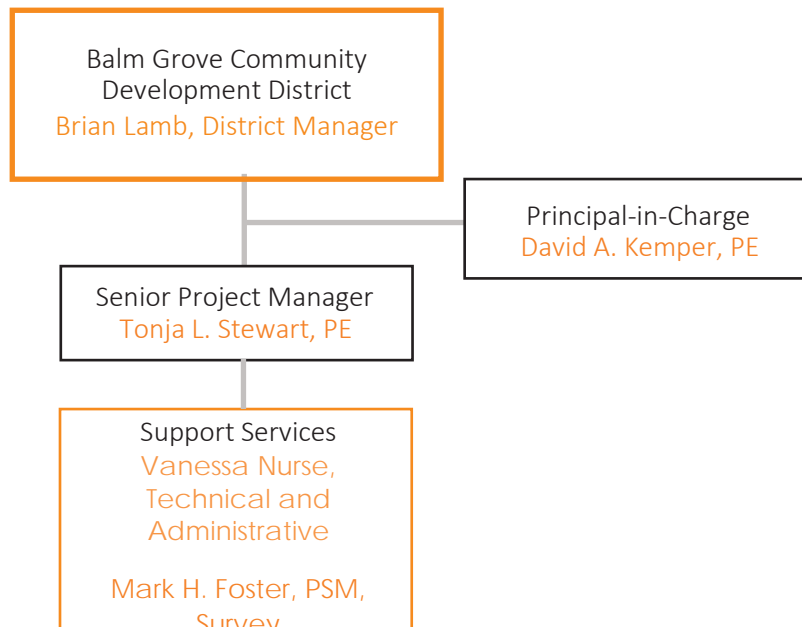 Balm Grove Community
Development District
Brian Lamb, District Manager
Principal-in-Charge
David A. Kemper, PE
Senior Project Manager
Tonja L. Stewart, PE
Support Services
Vanessa Nurse,
Technical and
Administrative
Mark H. Foster, PSM,
Survey